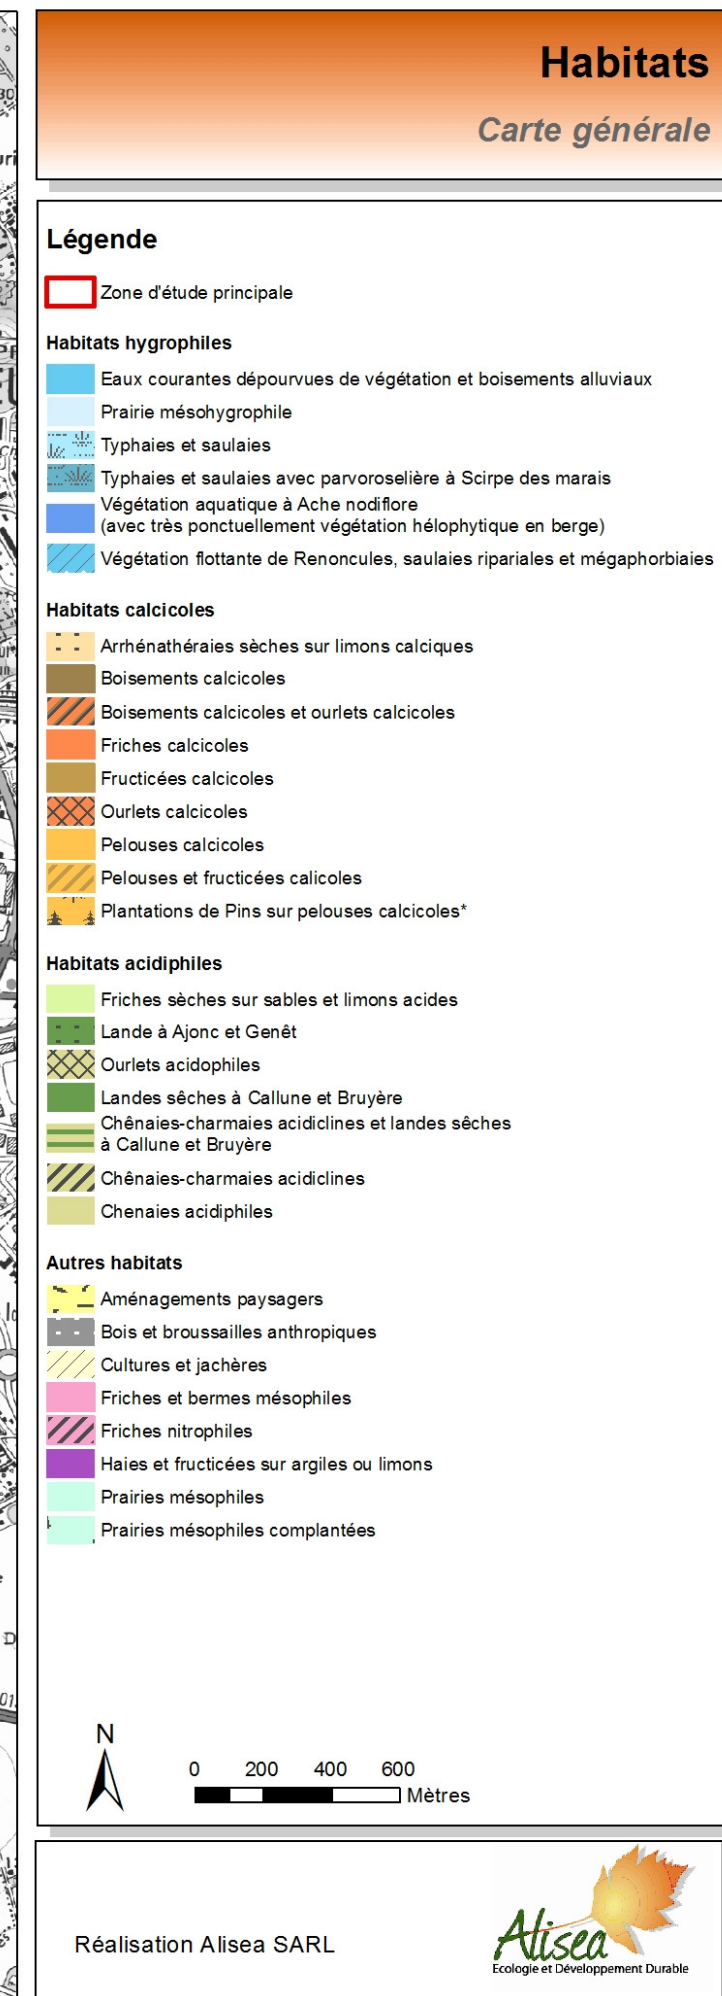 Habitats
Carte générale
Légende
Zone d'étude principale
Habitats hygrophiles
Eaux courantes dépourvues de végétation et boisements alluviaux
Prairie mésohygrophile
Typhaies et saulaies
Typhaies et saulaies avec parvoroselière à Scirpe des marais
Végétation aquatique à Ache nodiflore
(avec très ponctuellement végétation hélophytique en berge)
Végétation flottante de Renoncules, saulaies ripariales et mégaphorbiaies
Habitats calcicoles
Arrhénathéraies sèches sur limons calciques
Boisements calcicoles
Boisements calcicoles et ourlets calcicoles
Friches calcicoles
Fructicées calcicoles
Ourlets calcicoles
Pelouses calcicoles
Pelouses et fructicées calicoles
Plantations de Pins sur pelouses calcicoles*
Habitats acidiphiles
Friches sèches sur sables et limons acides
Lande à Ajonc et Genêt
Ourlets acidophiles
Landes sêches à Callune et Bruyère
Chênaies-charmaies acidiclines et landes sêches
à Callune et Bruyère
Chênaies-charmaies acidiclines
Chenaies acidiphiles
Autres habitats
Aménagements paysagers
Bois et broussailles anthropiques
Cultures et jachères
Friches et bermes mésophiles
Friches nitrophiles
Haies et fructicées sur argiles ou limons
Prairies mésophiles
Prairies mésophiles complantées
N
0 200 400 600
Mètres
Réalisation Alisea SARL
Alisea
Ecologie et Développement Durable